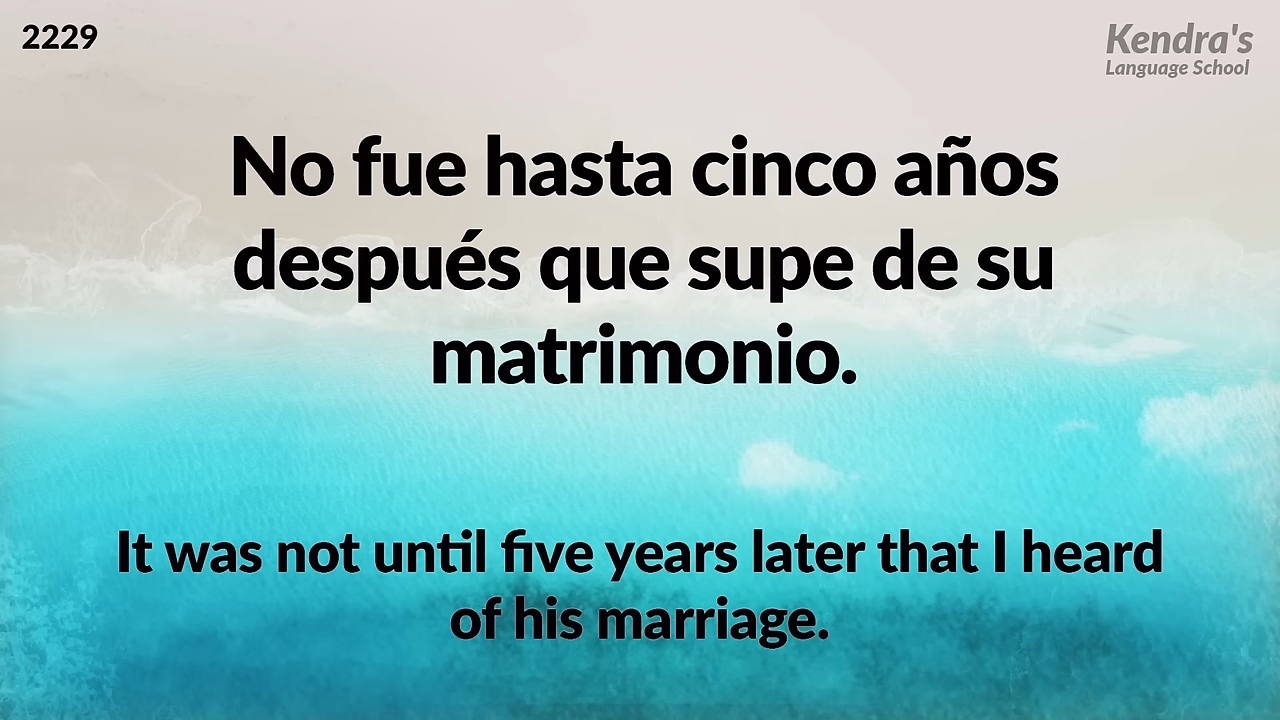 2229
Kendra's
Language School
No fue hasta cinco años
después que supe de su
matrimonio.
It was not until five years later that I heard
of his marriage.